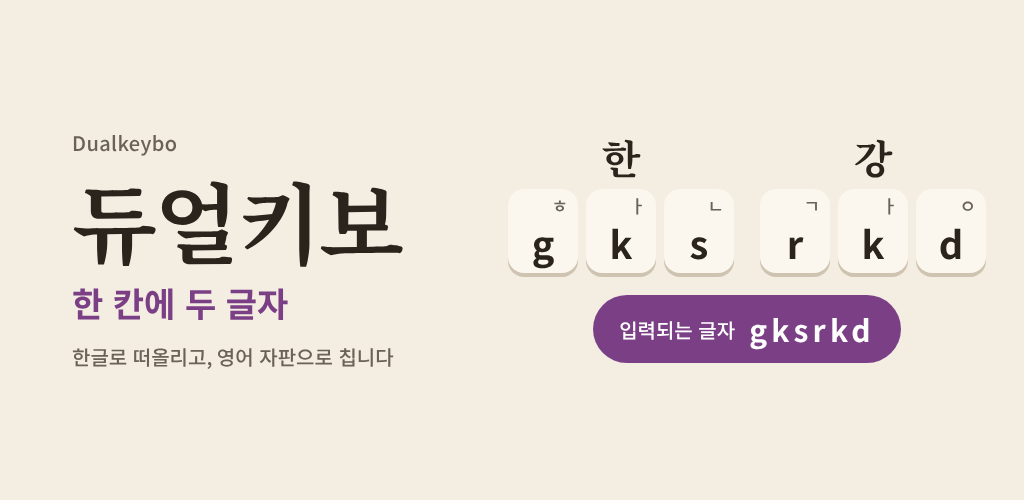 Dualkeybo
듀얼키보
한 칸에 두 글자
한글로 떠올리고, 영어 자판으로 칩니다
한 강
ㅎ ㅏ ㄴ ㄱ ㅏ ㅇ
g k s r k d
입력되는 글자 gksrkd